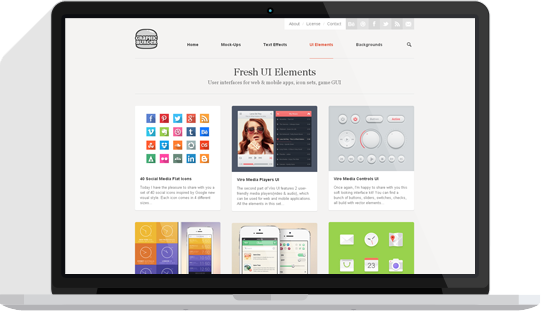 About
License
Contact
GRAPHIC
BURGER
Home
Mock-Ups
Text Effects
UI Elements
Backgrounds
Fresh UI Elements
User interfaces for web & mobile apps, icon sets, game GUI
40 Social Media Flat Icons
Viro Media Players UI
Viro Media Controls UI
Today I have the pleasure to share with you a
set of 40 social icons inspired by Google new
visual style. Each icon comes in 4 different
sizes
The second part of Viro UI features 2 user
friendly media players(video & audio), which
can be used for web and mobile applications.
All the elements in this set
Once again, I'm happy to share with you this
soft looking interface kit! You can find a
bunch of buttons, sliders, switches, checks,
all build with vector elements
23